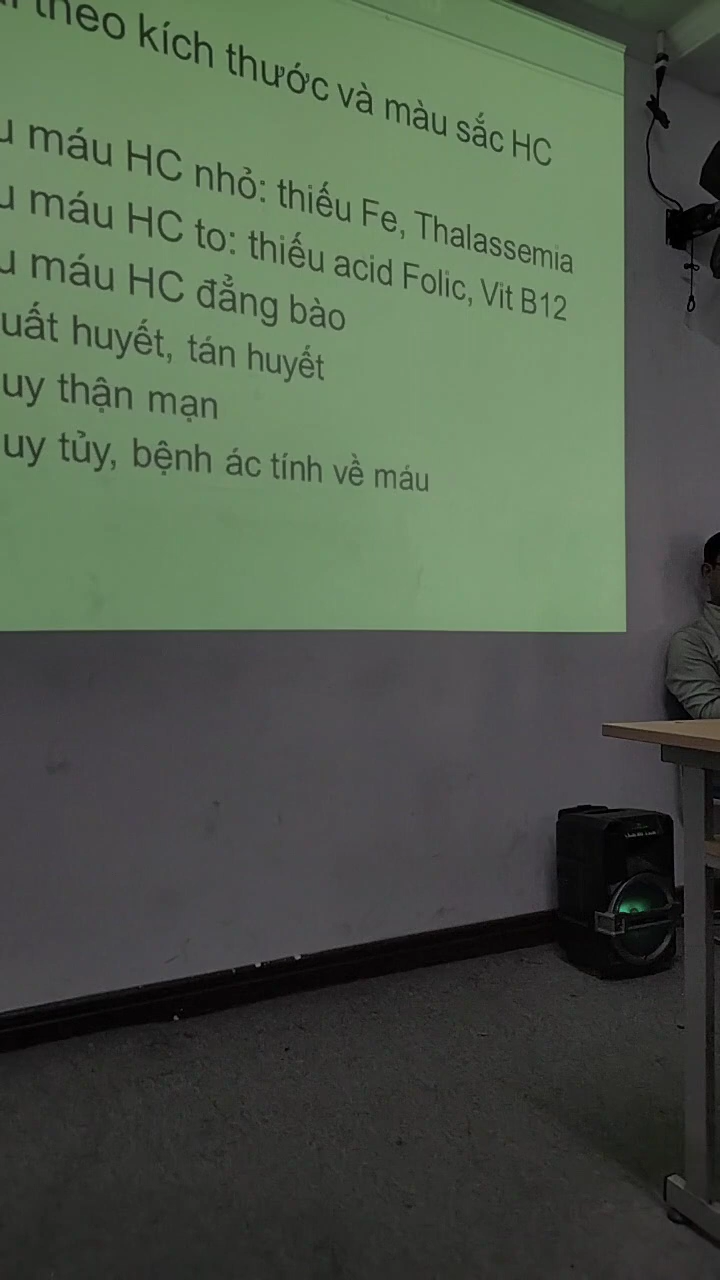 theo kích thước và màu sắc HC
máu HC nhỏ: thiếu Fe, Thalassemia
máu HC to: thiếu acid Folic, Vit B12
máu HC đẳng bào
uất huyết, tán huyết
uy thận mạn
uy tủy, bệnh ác tính về máu